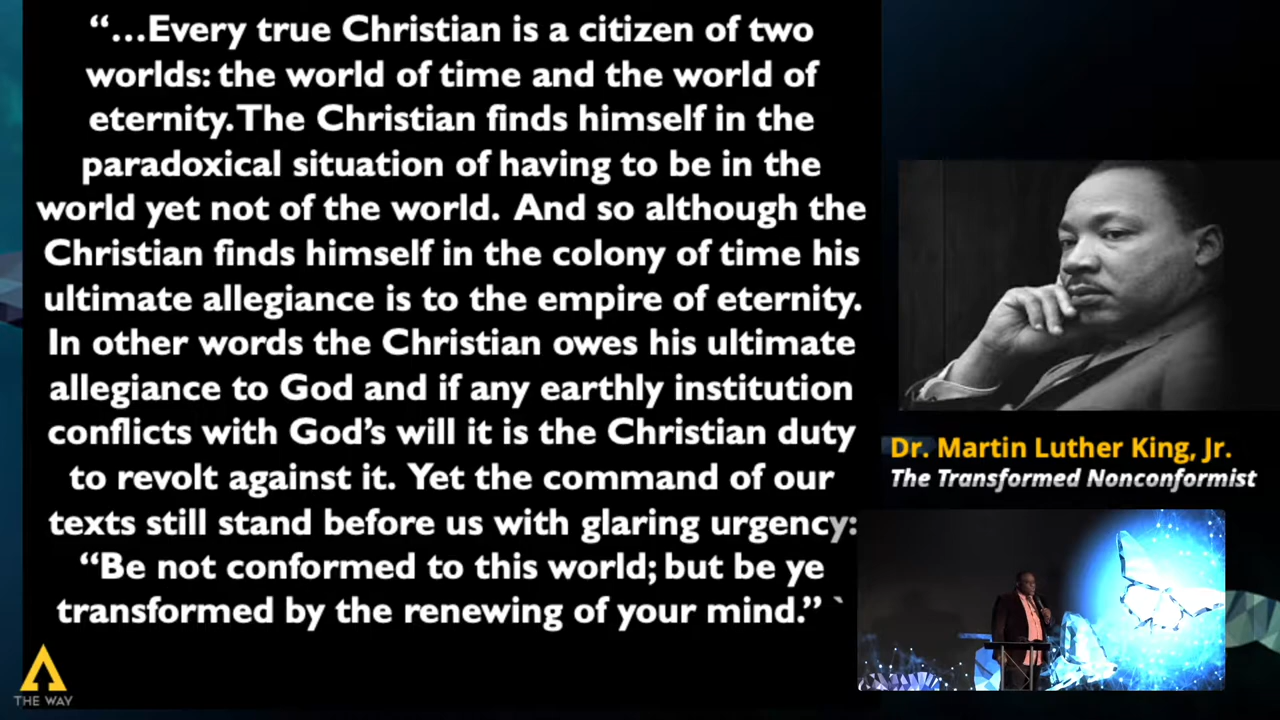 “…Every true Christian is a citizen of two
worlds: the world of time and the world of
eternity. The Christian finds himself in the
paradoxical situation of having to be in the
world yet not of the world. And so although the
Christian finds himself in the colony of time his
ultimate allegiance is to the empire of eternity.
In other words the Christian owes his ultimate
allegiance to God and if any earthly institution
conflicts with God’s will it is the Christian duty
to revolt against it. Yet the command of our
texts still stand before us with glaring urgency:
“Be not conformed to this world; but be ye
transformed by the renewing of your mind.” `
Dr. Martin Luther King, Jr.
The Transformed Nonconformist
THE WAY